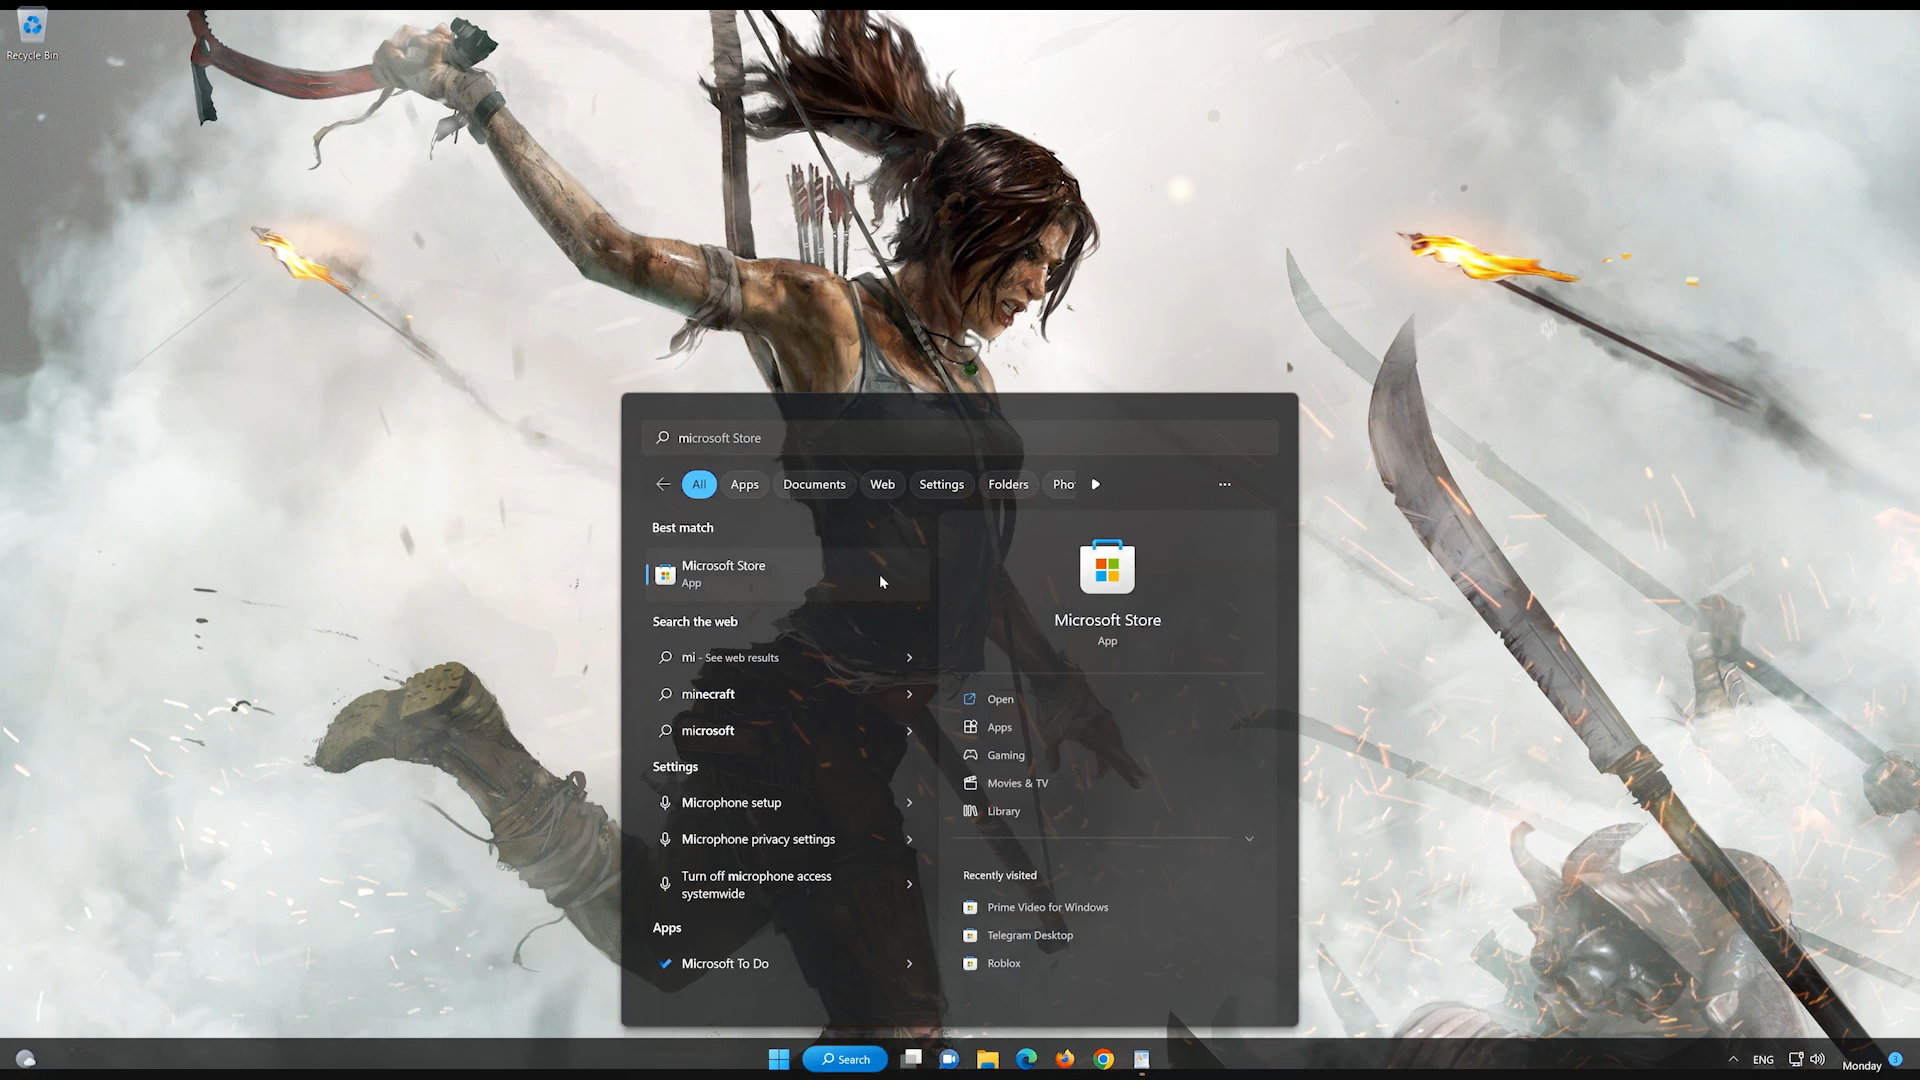 Recycle Bin
microsoft Store
All
Apps
Documents
Web
Settings
Folders
Pho
Best match
Microsoft Store
App
Search the web
mi - See web results
minecraft
microsoft
Settings
Microphone setup
Microphone privacy settings
Turn off microphone access
systemwide
Apps
Microsoft To Do
Microsoft Store
App
Open
Apps
Gaming
Movies & TV
Library
Recently visited
Prime Video for Windows
Telegram Desktop
Roblox
Search
ENG
Monday
3